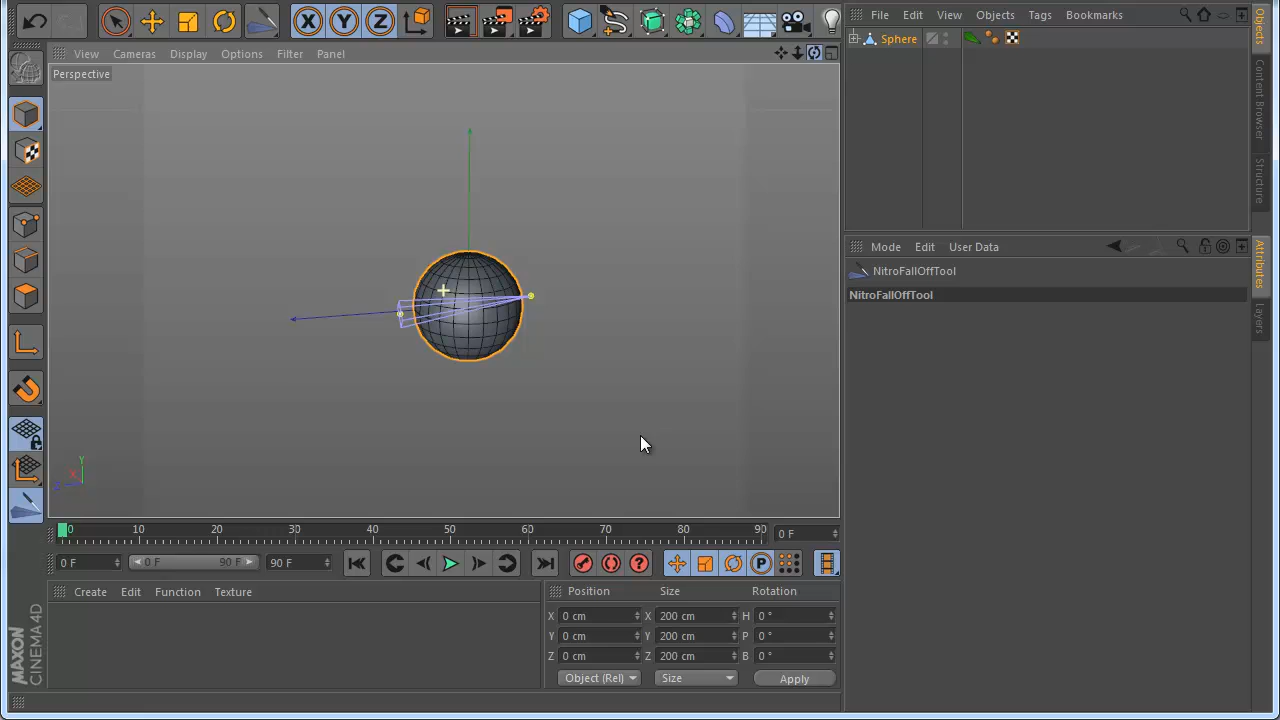 X Y Z
File Edit View Objects Tags Bookmarks
View Cameras Display Options Filter Panel
Perspective
Sphere
Objects
Content Browser
Structure
Attributes
Layers
Mode Edit User Data
NitroFallOffTool
NitroFallOffTool
Y
X
Z
0 10 20 30 40 50 60 70 80 90
0 F
0 F 0 F 90 F 90 F
P
Create Edit Function Texture
Position Size Rotation
X 0 cm X 200 cm H 0 °
Y 0 cm Y 200 cm P 0 °
Z 0 cm Z 200 cm B 0 °
Object (Rel) Size Apply
MAXON
CINEMA 4D